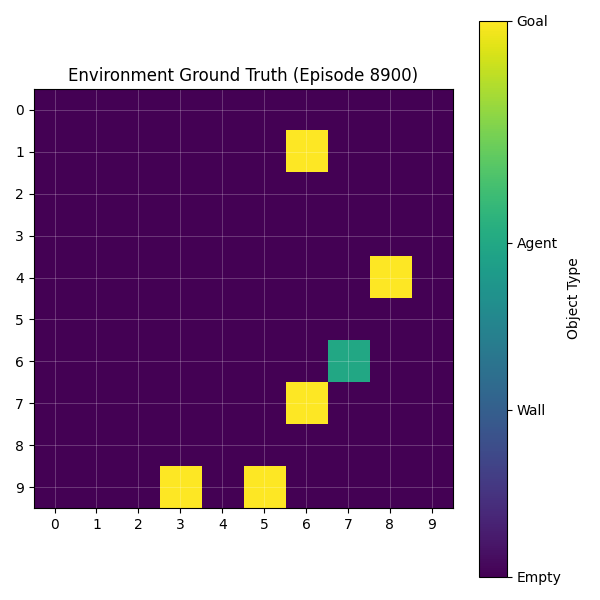 Environment Ground Truth (Episode 8900)
0
1
2
3
4
5
6
7
8
9
0 1 2 3 4 5 6 7 8 9
Goal
Agent
Wall
Empty
Object Type